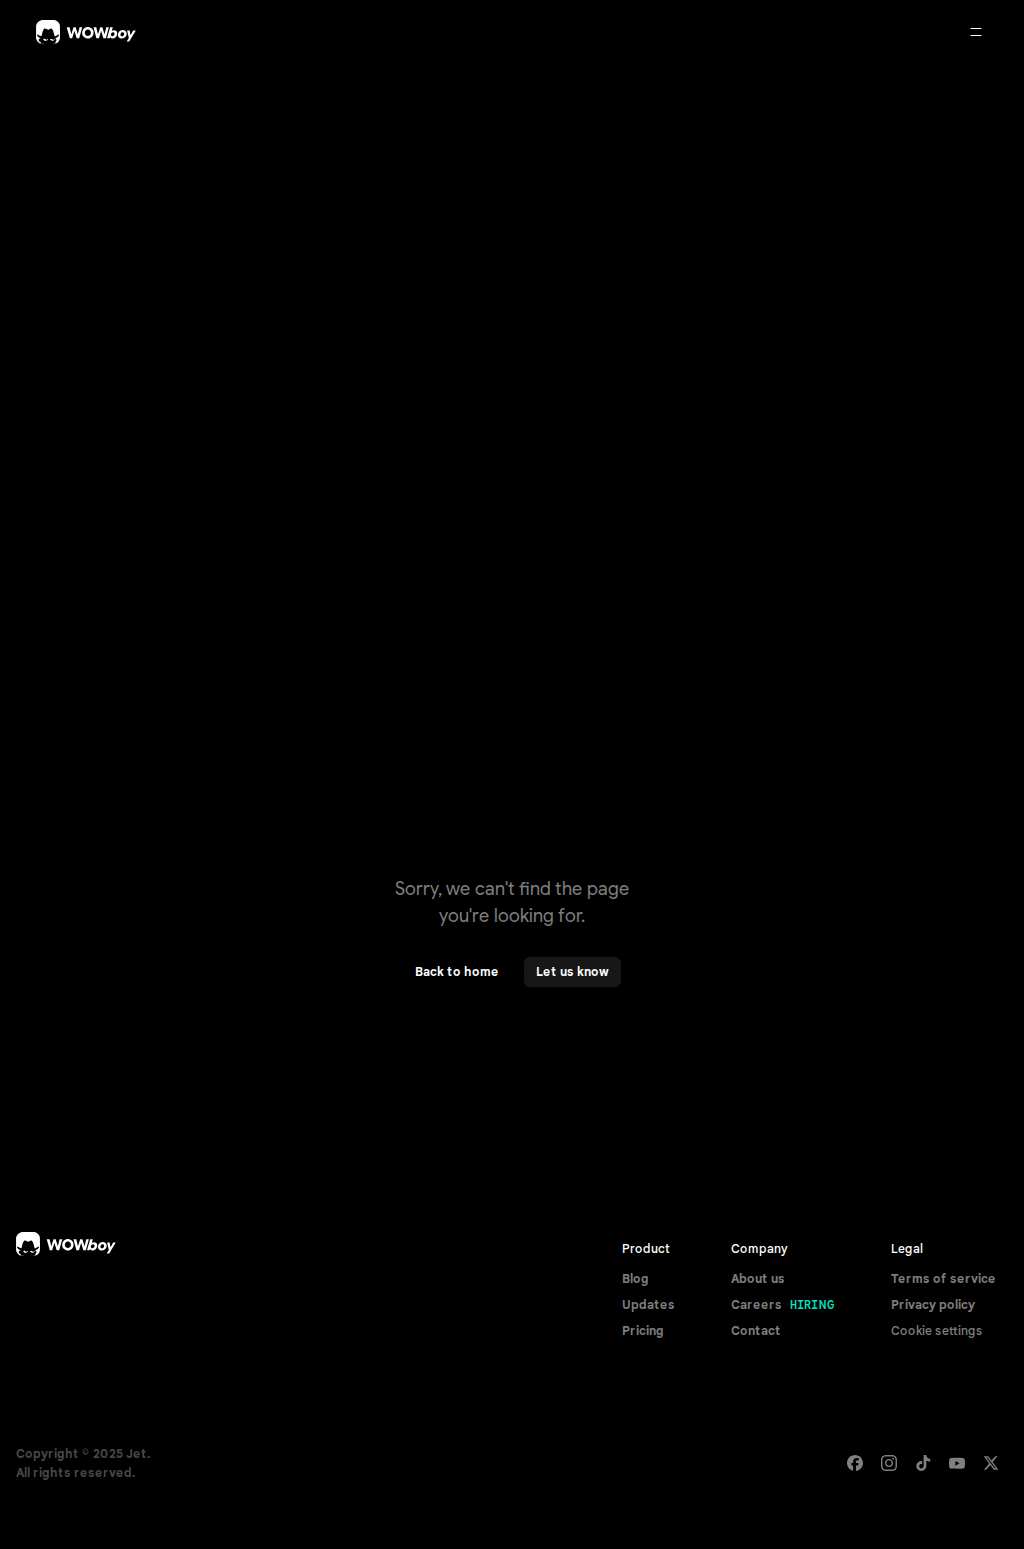 WOWboy
Sorry, we can't find the page
you're looking for.
Back to home
Let us know
WOWboy
Product
Blog
Updates
Pricing
Company
About us
Careers HIRING
Contact
Legal
Terms of service
Privacy policy
Cookie settings
Copyright © 2025 Jet.
All rights reserved.